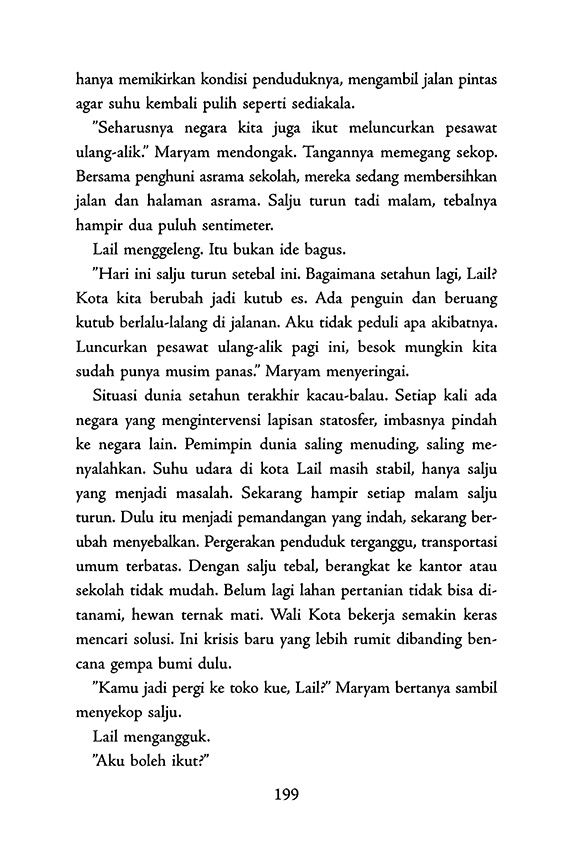 hanya memikirkan kondisi penduduknya, mengambil jalan pintas
agar suhu kembali pulih seperti sediakala.
”Seharusnya negara kita juga ikut meluncurkan pesawat
ulang-alik.” Maryam mendongak. Tangannya memegang sekop.
Bersama penghuni asrama sekolah, mereka sedang membersihkan
jalan dan halaman asrama. Salju turun tadi malam, tebalnya
hampir dua puluh sentimeter.
Lail menggeleng. Itu bukan ide bagus.
”Hari ini salju turun setebal ini. Bagaimana setahun lagi, Lail?
Kota kita berubah jadi kutub es. Ada penguin dan beruang
kutub berlalu-lalang di jalanan. Aku tidak peduli apa akibatnya.
Luncurkan pesawat ulang-alik pagi ini, besok mungkin kita
sudah punya musim panas.” Maryam menyeringai.
Situasi dunia setahun terakhir kacau-balau. Setiap kali ada
negara yang mengintervensi lapisan statosfer, imbasnya pindah
ke negara lain. Pemimpin dunia saling menuding, saling me-
nyalahkan. Suhu udara di kota Lail masih stabil, hanya salju
yang menjadi masalah. Sekarang hampir setiap malam salju
turun. Dulu itu menjadi pemandangan yang indah, sekarang ber-
ubah menyebalkan. Pergerakan penduduk terganggu, transportasi
umum terbatas. Dengan salju tebal, berangkat ke kantor atau
sekolah tidak mudah. Belum lagi lahan pertanian tidak bisa di-
tanami, hewan ternak mati. Wali Kota bekerja semakin keras
mencari solusi. Ini krisis baru yang lebih rumit dibanding ben-
cana gempa bumi dulu.
”Kamu jadi pergi ke toko kue, Lail?” Maryam bertanya sambil
menyekop salju.
Lail mengangguk.
”Aku boleh ikut?”
199